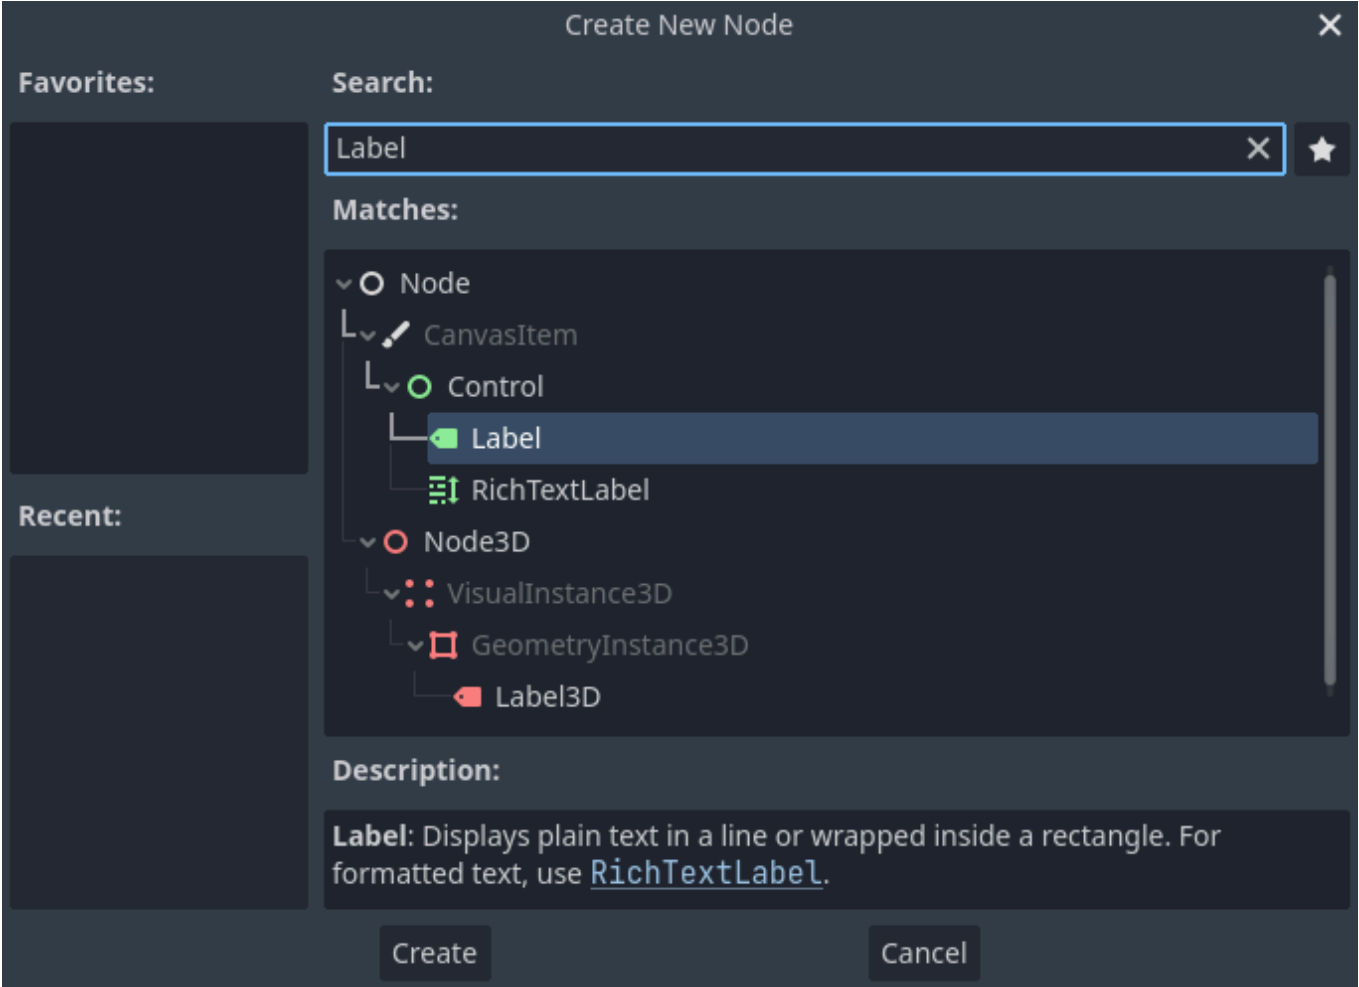 Create New Node
Favorites:
Search:
Label
Matches:
Node
CanvasItem
Control
Label
RichTextLabel
Node3D
VisualInstance3D
GeometryInstance3D
Label3D
Recent:
Description:
Label: Displays plain text in a line or wrapped inside a rectangle. For
formatted text, use RichTextLabel.
Create
Cancel